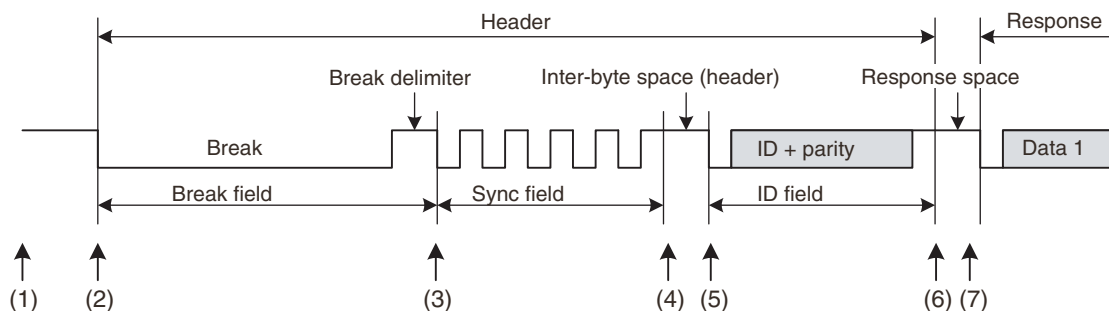 Header
Response
Break delimiter
Inter-byte space (header)
Response space
Break
ID + parity
Data 1
Break field
Sync field
ID field
(1)
(2)
(3)
(4)
(5)
(6)
(7)